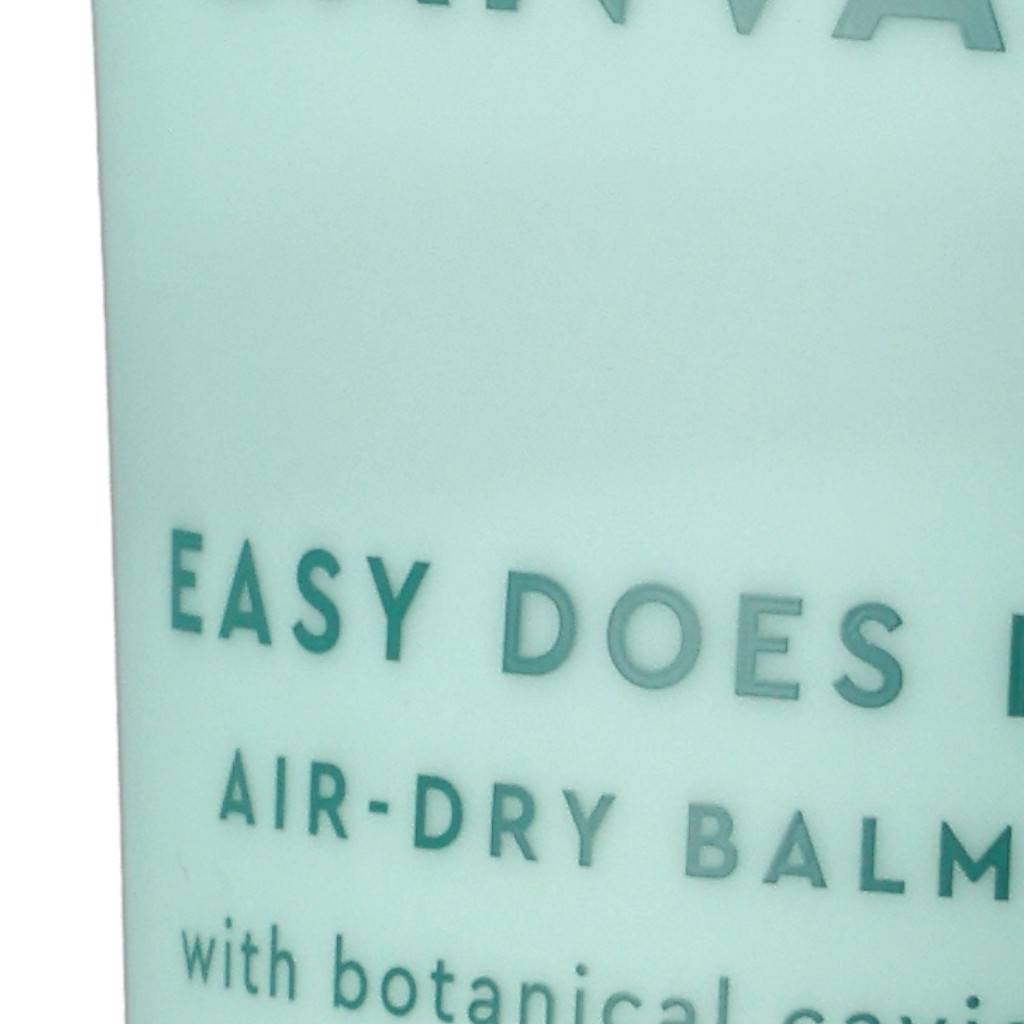 EASY DOES
AIR-DRY BALM
with botanical